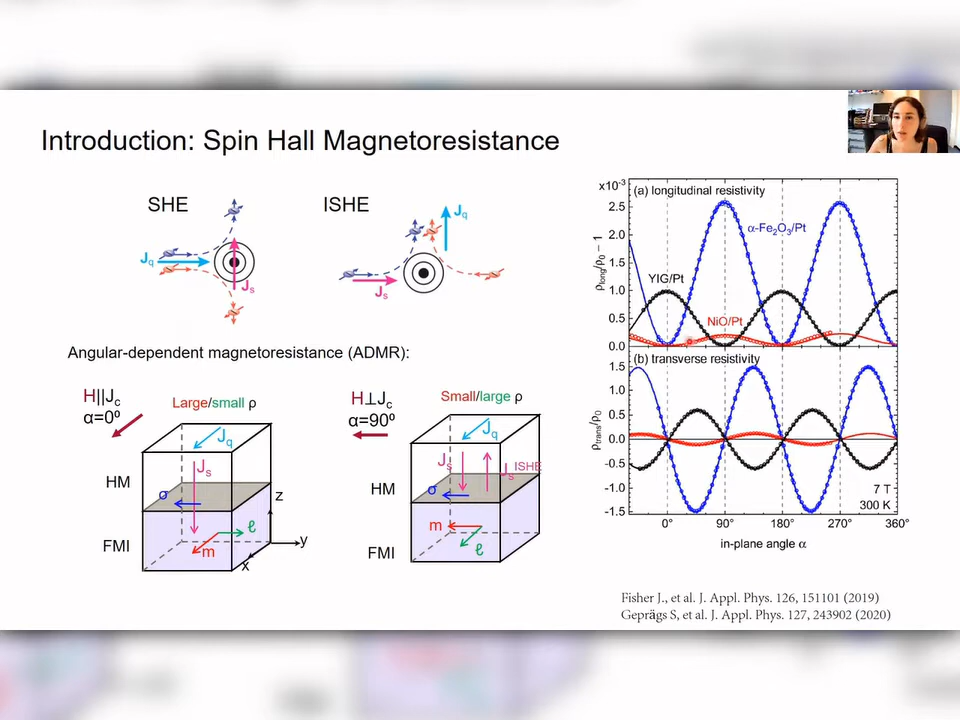 Introduction: Spin Hall Magnetoresistance
SHE
ISHE
Jq
Js
Jq
Js
Angular-dependent magnetoresistance (ADMR):
H||Jc
α=0º
Large/small ρ
Jq
Js
HM
σ
FMI
m
ℓ
z
y
x
H⊥Jc
α=90º
Small/large ρ
Jq
Js
JsISHE
HM
σ
FMI
m
ℓ
x10-3
(a) longitudinal resistivity
α-Fe2O3/Pt
YIG/Pt
NiO/Pt
ρlong/ρ0 − 1
2.5
2.0
1.5
1.0
0.5
0.0
(b) transverse resistivity
ρtrans/ρ0
1.5
1.0
0.5
0.0
-0.5
-1.0
-1.5
7 T
300 K
0° 90° 180° 270° 360°
in-plane angle α
Fisher J., et al. J. Appl. Phys. 126, 151101 (2019)
Geprägs S, et al. J. Appl. Phys. 127, 243902 (2020)